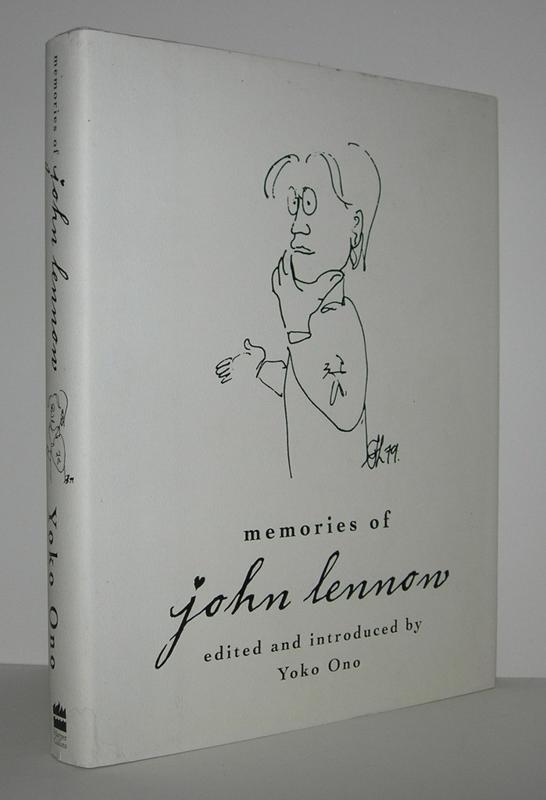 memories of
john lennon
edited and introduced by
Yoko Ono
memories of john lennon
Yoko Ono